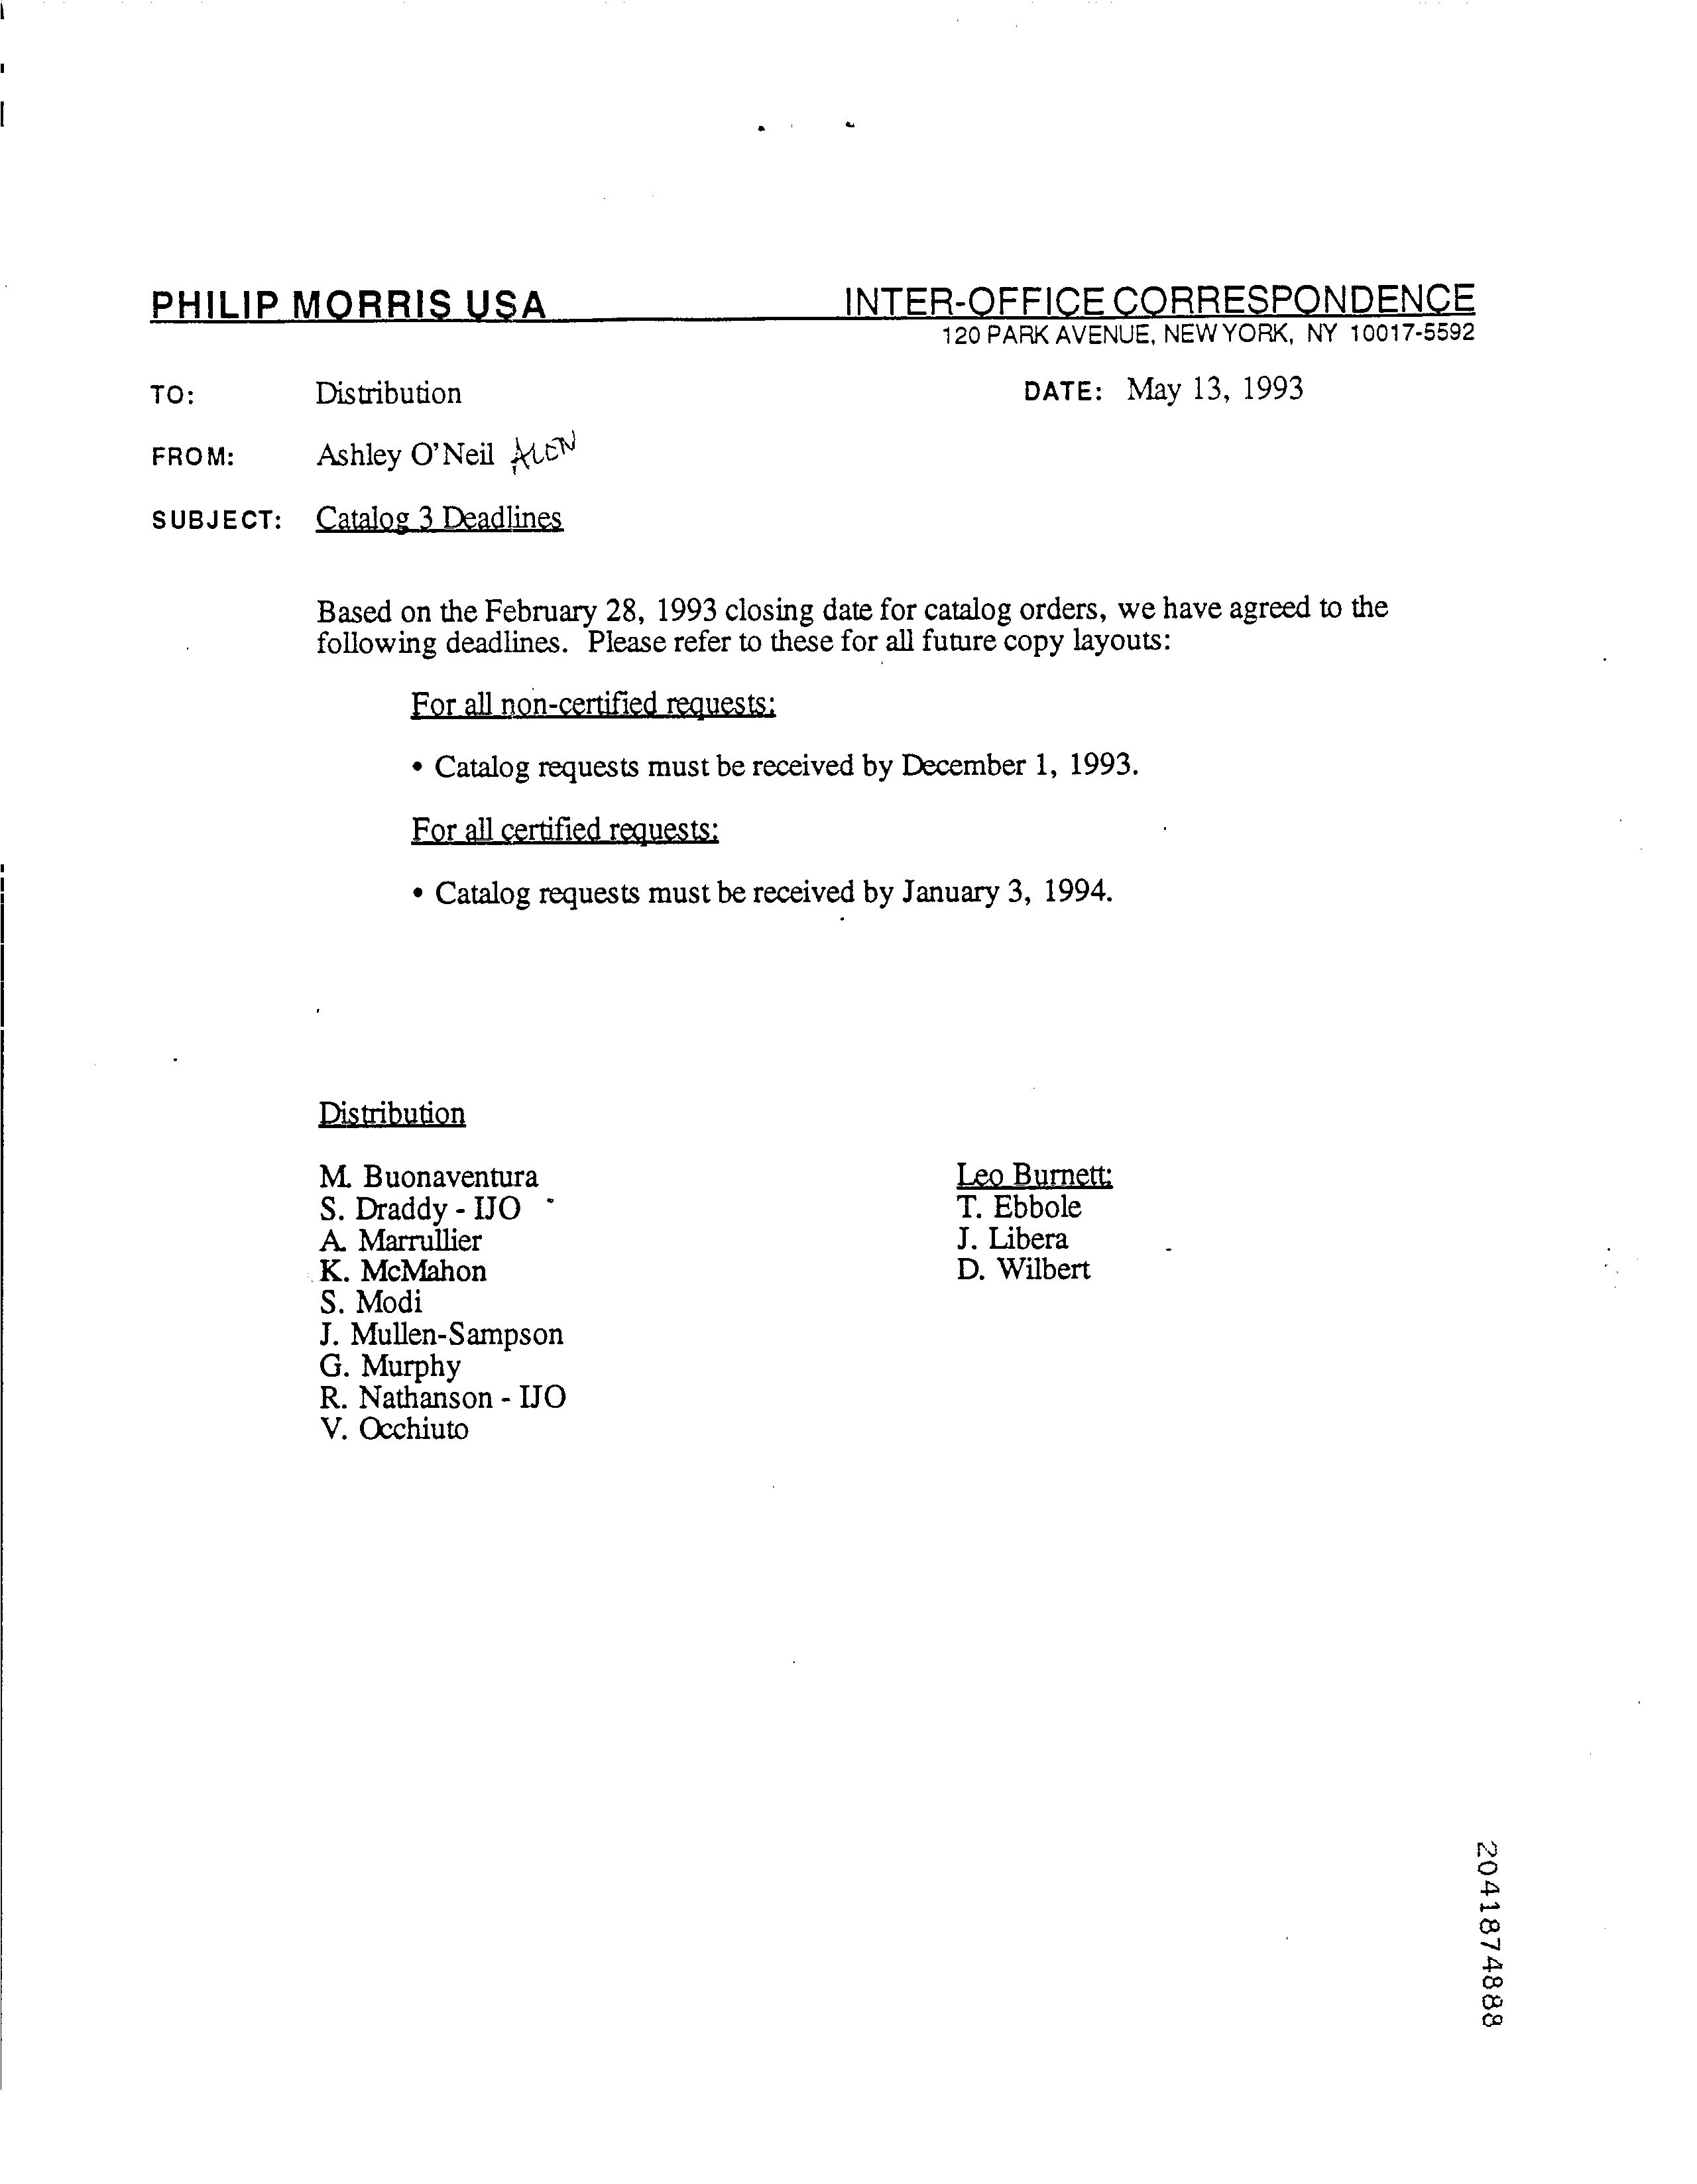 PHILIP MORRIS USA INTER-OFFICE CORRESPONDENCE
120 PARK AVENUE, NEW YORK, NY 10017-5592
TO: Distribution DATE: May 13, 1993
FROM: Ashley O'Neil
SUBJECT: Catalog 3 Deadlines
Based on the February 28, 1993 closing date for catalog orders, we have agreed to the
following deadlines. Please refer to these for all future copy layouts:
For all non-certified requests:
• Catalog requests must be received by December 1, 1993.
For all certified requests:
• Catalog requests must be received by January 3, 1994.
Distribution
M. Buonaventura
S. Draddy - IJO
A. Marrullier
K. McMahon
S. Modi
J. Mullen-Sampson
G. Murphy
R. Nathanson - IJO
V. Occhiuto
Leo Burnett:
T. Ebbole
J. Libera
D. Wilbert
2041874888